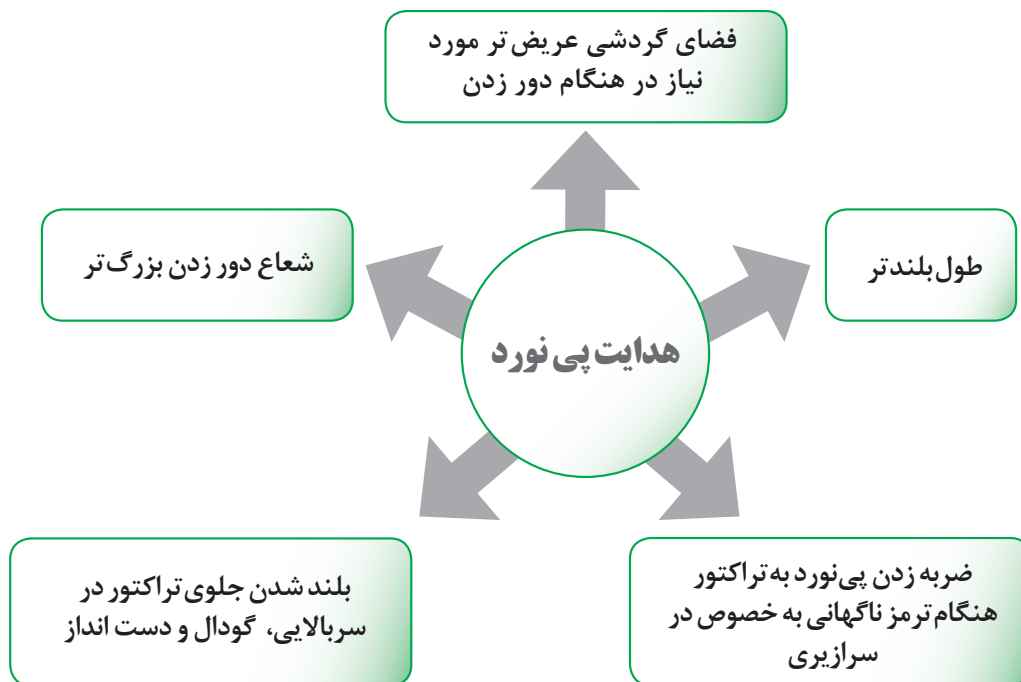 فضای گردشی عریض‌تر مورد
نیاز در هنگام دور زدن
طول بلندتر
شعاع دور زدن بزرگ‌تر
هدایت پی نورد
ضربه زدن پی‌نورد به تراکتور
هنگام ترمز ناگهانی به خصوص در
سرازیری
بلند شدن جلوی تراکتور در
سربالایی، گودال و دست انداز